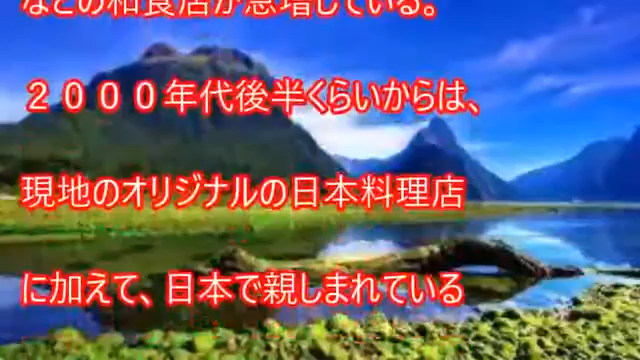 などの和食店が急増している。
２０００年代後半くらいからは、
現地のオリジナルの日本料理店
に加えて、日本で親しまれている